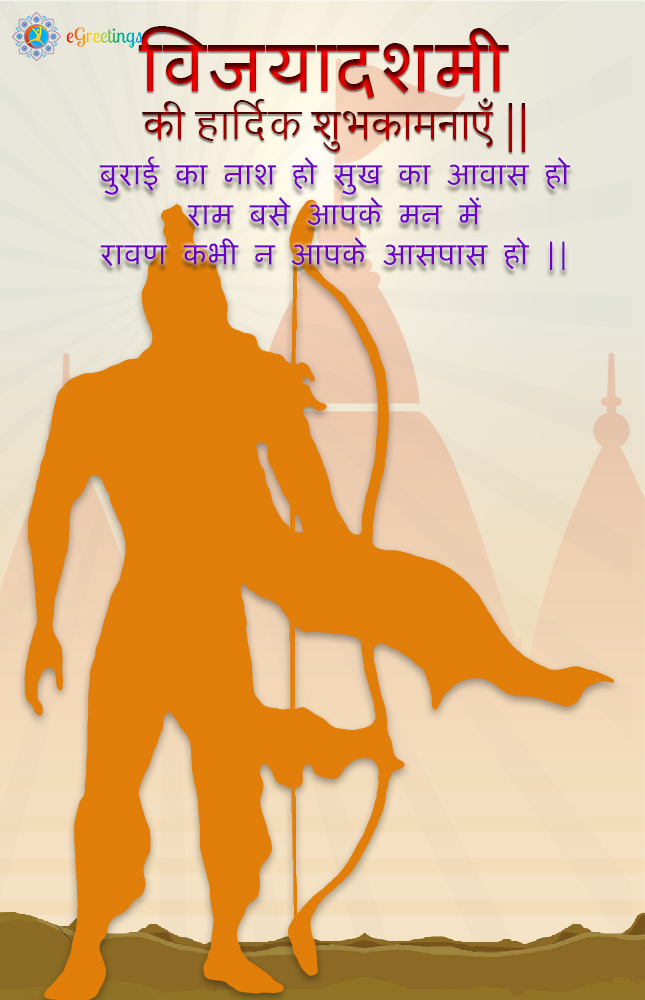 eGreetings
विजयादशमी
की हार्दिक शुभकामनाएँ ||
बुराई का नाश हो सुख का आवास हो
राम बसे आपके मन में
रावण कभी न आपके आसपास हो ||